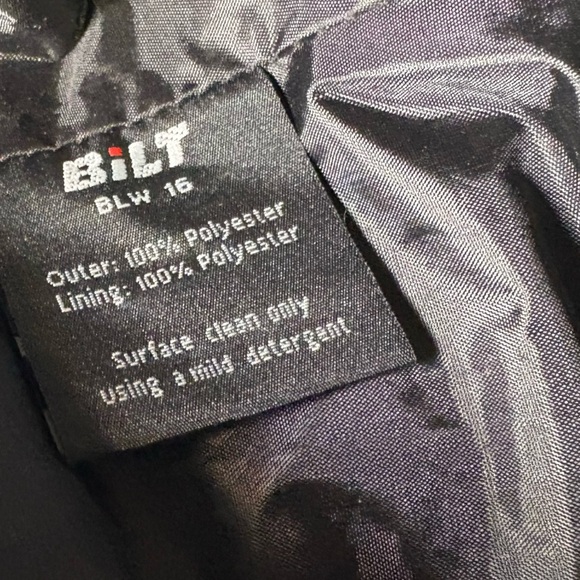 BiLT
BLW 16
Outer: 100% Polyester
Lining: 100% Polyester
Surface clean only
using a mild detergent